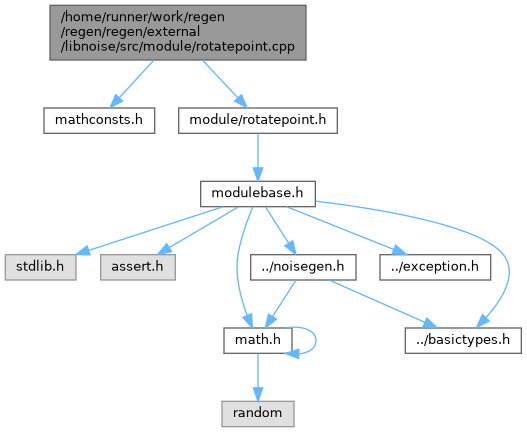 /home/runner/work/regen
/regen/regen/external
/libnoise/src/module/rotatepoint.cpp
mathconsts.h
module/rotatepoint.h
modulebase.h
stdlib.h
assert.h
../noisegen.h
../exception.h
math.h
../basictypes.h
random